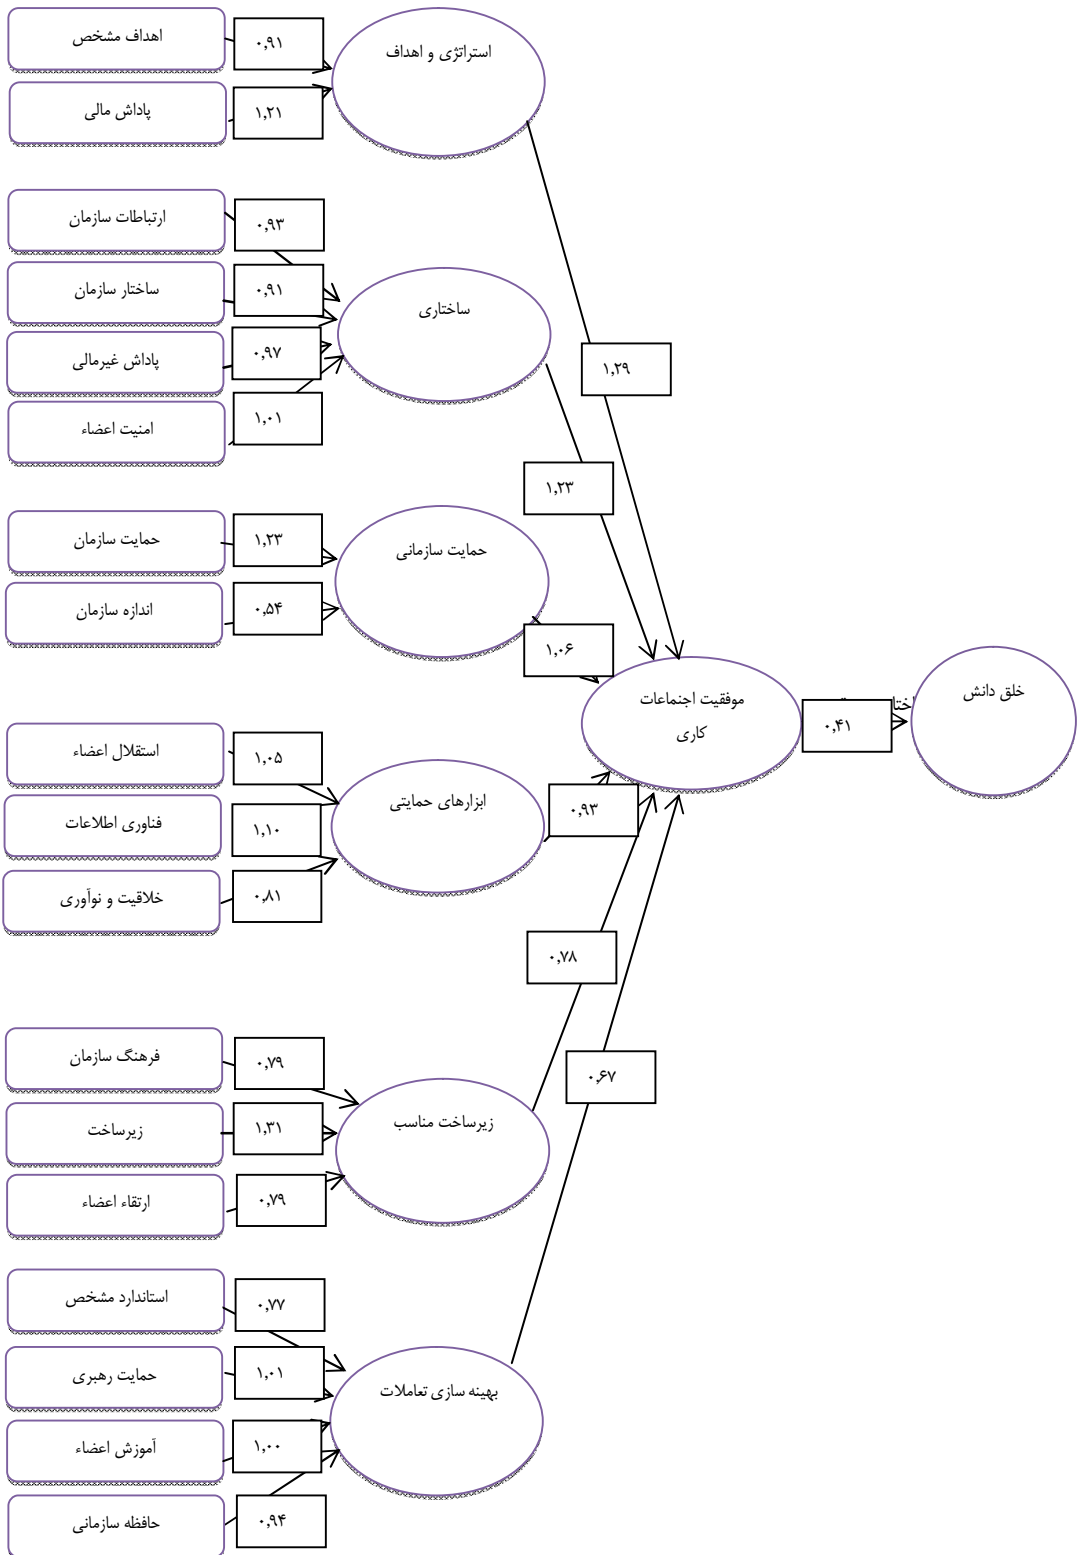 اهداف مشخص
۰,۹۱
استراتژی و اهداف
پاداش مالی
۱,۲۱
ارتباطات سازمان
۰,۹۳
ساختار سازمان
۰,۹۱
ساختاری
پاداش غیرمالی
۰,۹۷
۱,۲۹
امنیت اعضاء
۱,۰۱
۱,۲۳
حمایت سازمان
۱,۲۳
حمایت سازمانی
اندازه سازمان
۰,۵۴
۱,۰۶
موفقیت اجتماعات
کاری
۰,۴۱
خلق دانش
استقلال اعضاء
۱,۰۵
ابزارهای حمایتی
۰,۹۳
فناوری اطلاعات
۱,۱۰
خلاقیت و نوآوری
۰,۸۱
۰,۷۸
فرهنگ سازمان
۰,۷۹
۰,۶۷
زیرساخت
۱,۳۱
زیرساخت مناسب
ارتقاء اعضاء
۰,۷۹
استاندارد مشخص
۰,۷۷
حمایت رهبری
۱,۰۱
بهینه سازی تعاملات
آموزش اعضاء
۱,۰۰
حافظه سازمانی
۰,۹۴